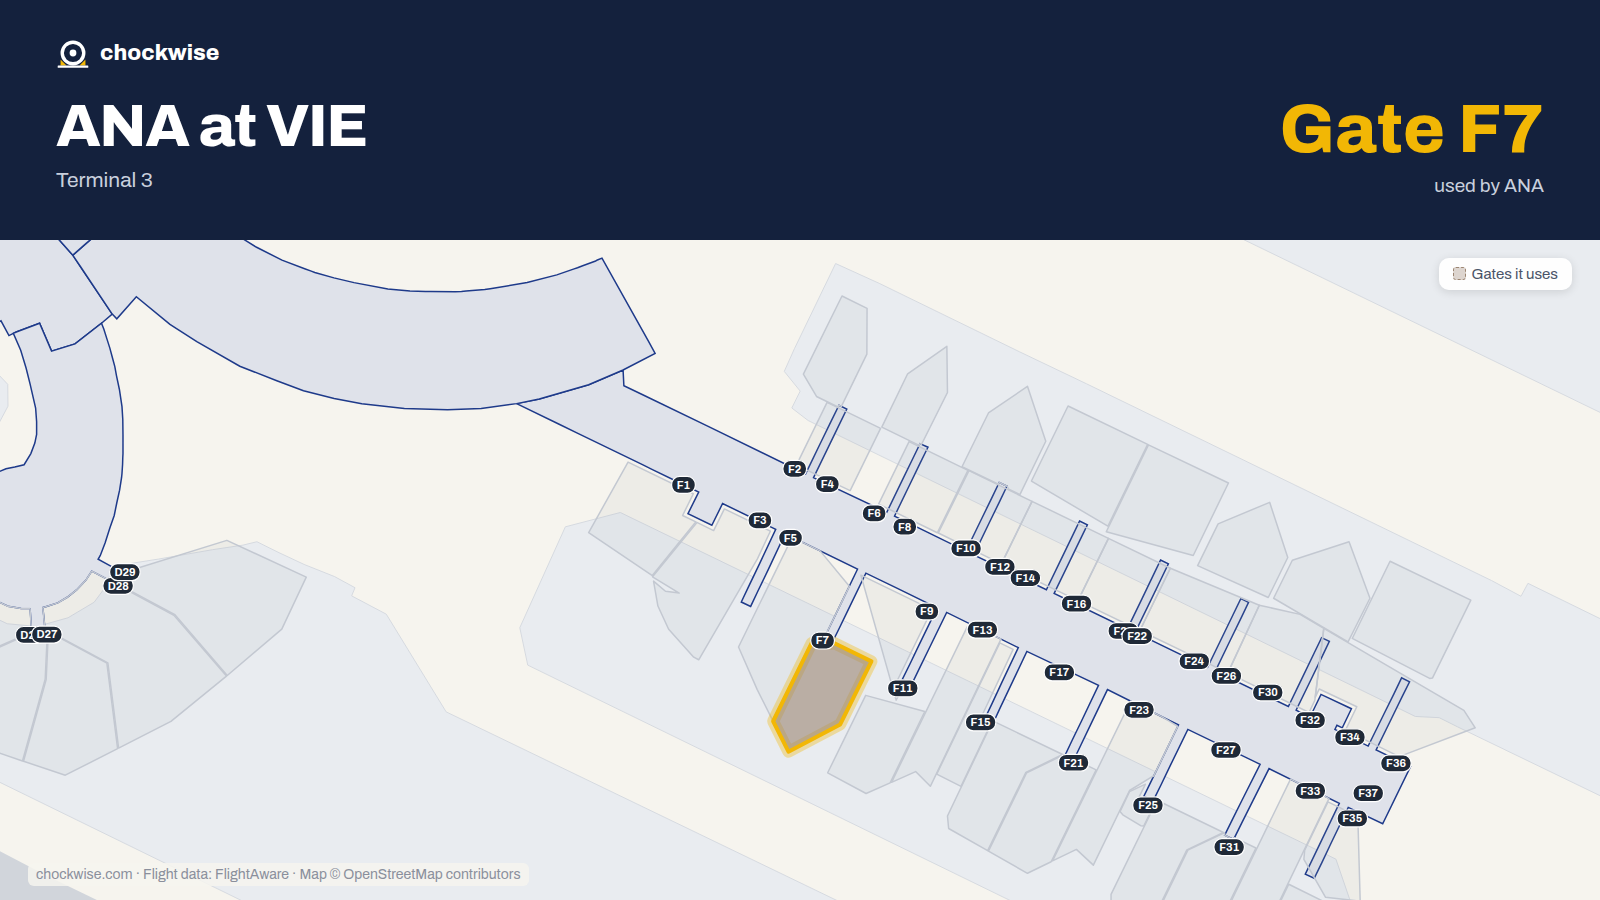 chockwise
ANA at VIE
Terminal 3
Gate F7
used by ANA
Gates it uses
F1
F2
F4
F3
F5
F6
F8
F10
F12
F14
F16
F22
F24
F26
F30
F32
F34
F36
F37
F35
F33
F31
F27
F25
F23
F21
F17
F15
F13
F11
F9
F7
D29
D28
D27
chockwise.com · Flight data: FlightAware · Map © OpenStreetMap contributors